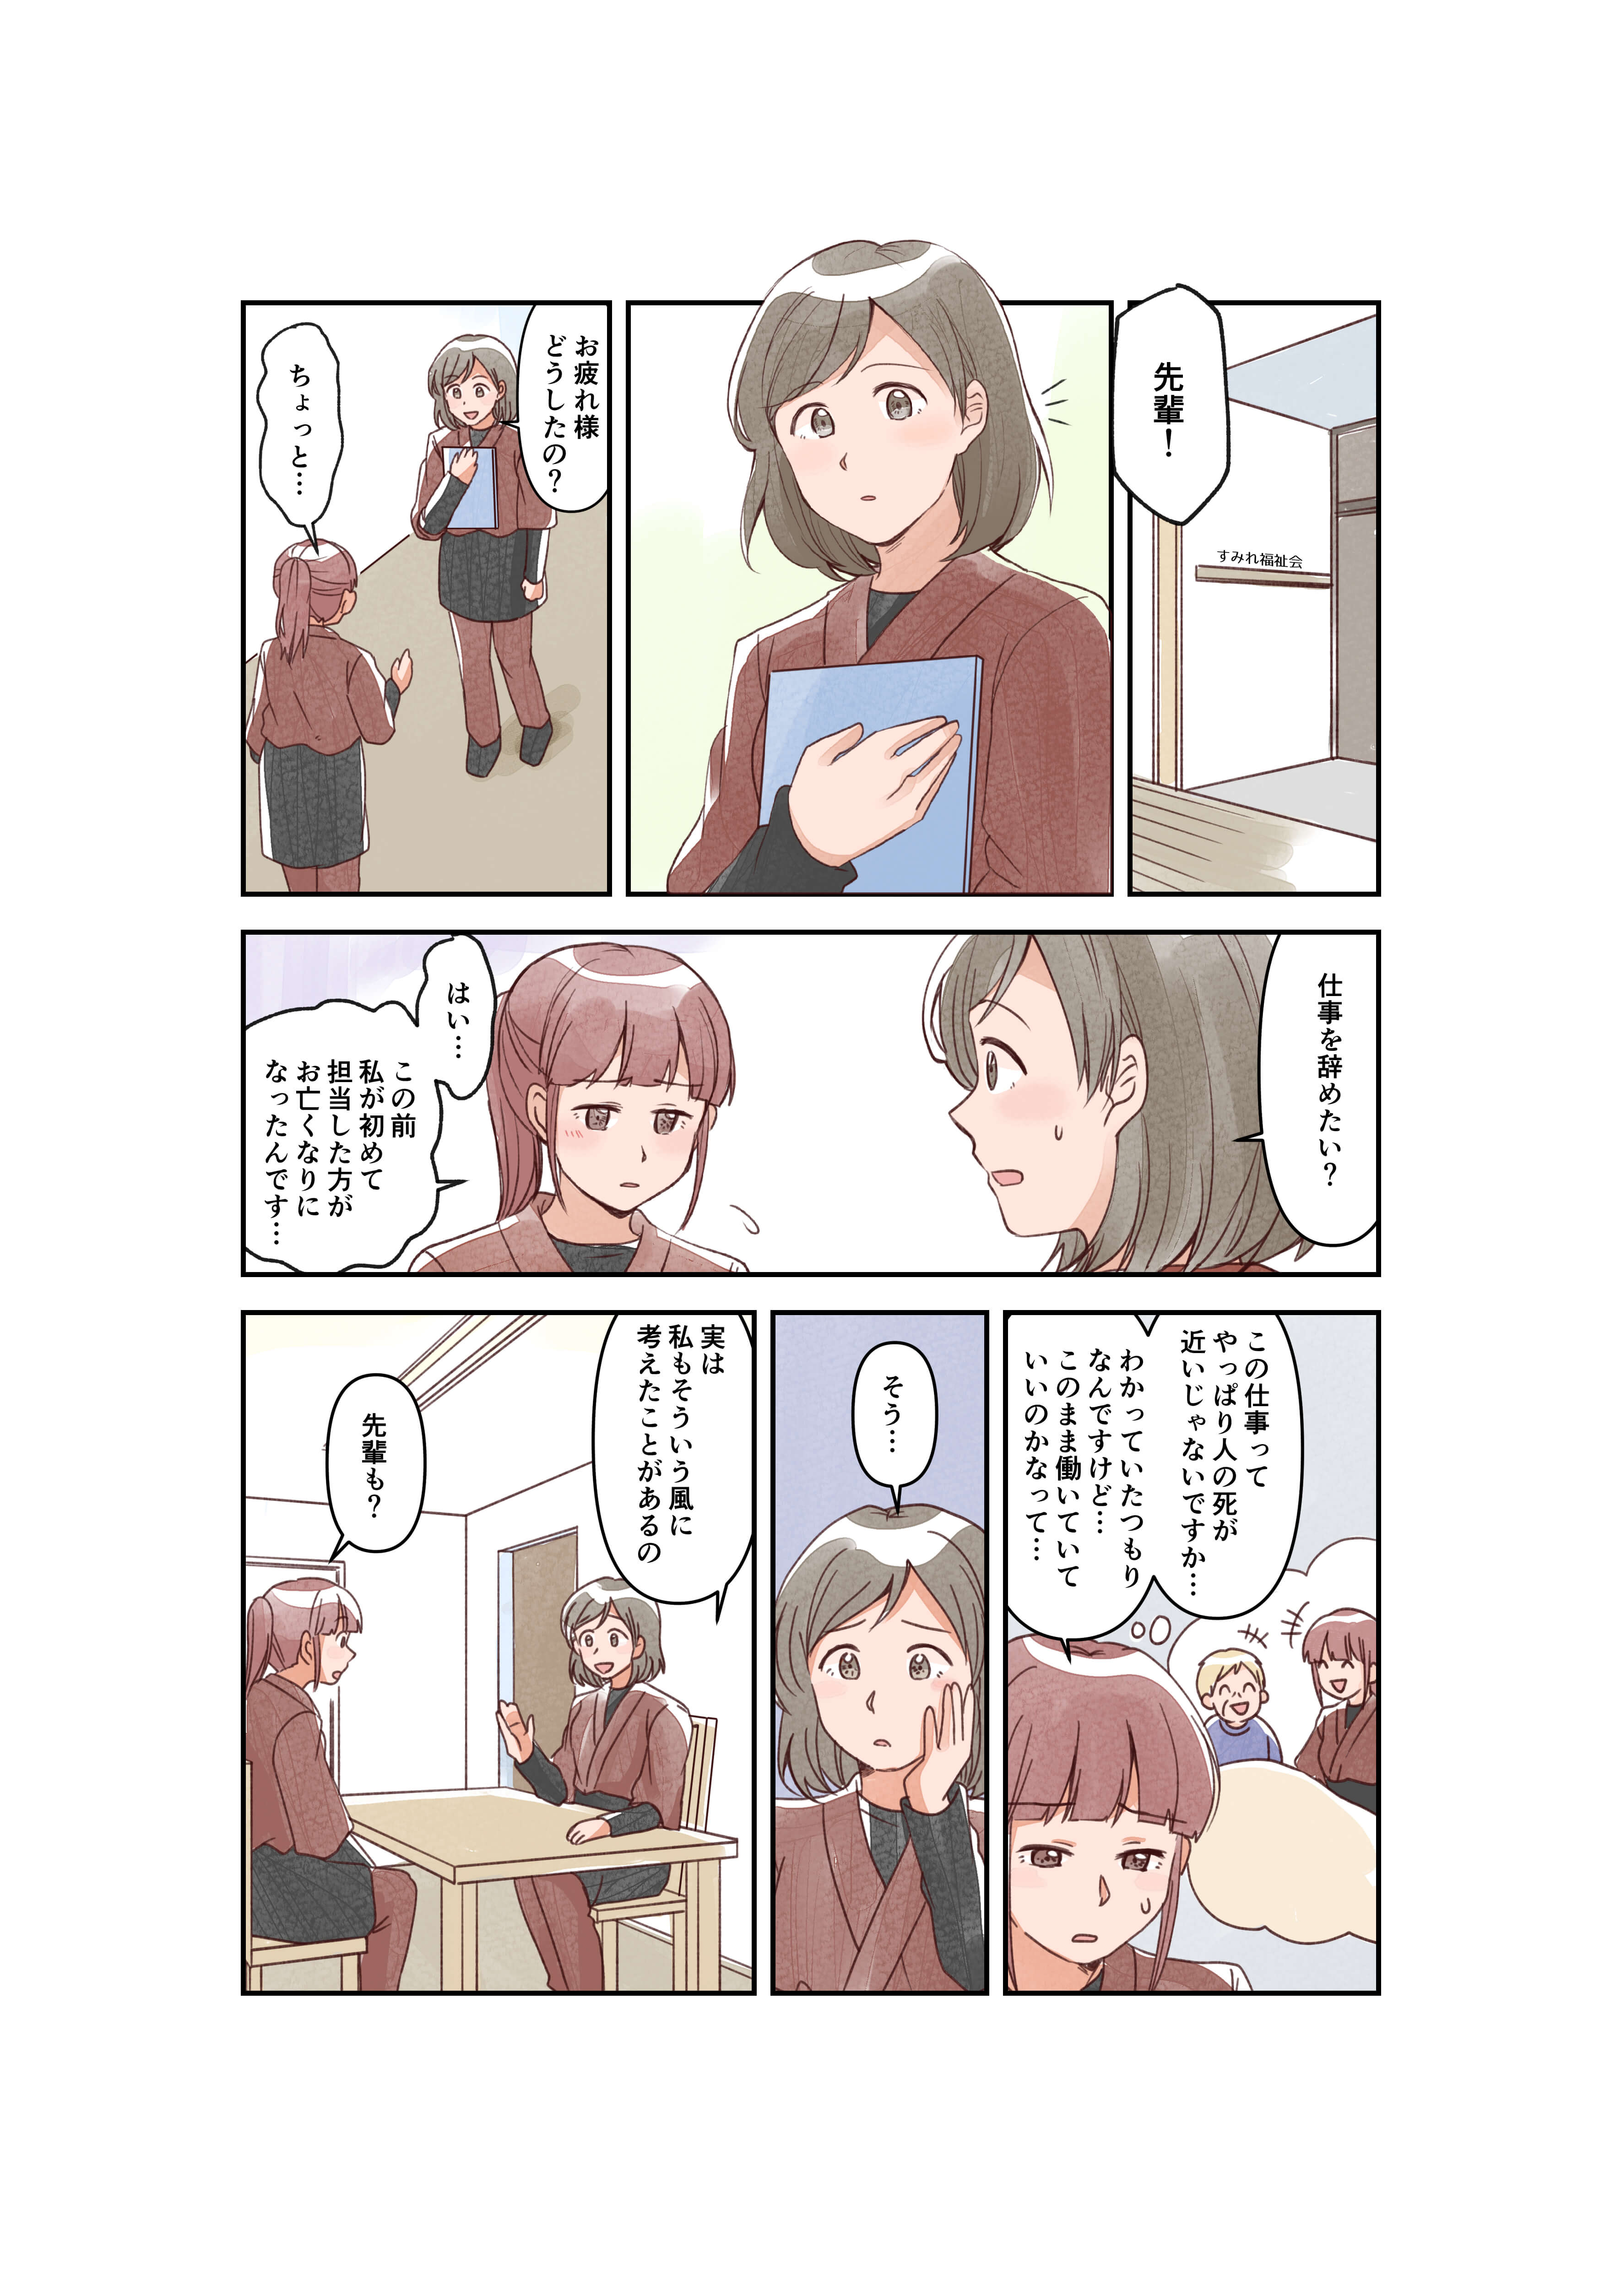 先輩！
すみれ福祉会
お疲れ様
どうしたの？
ちょっと…
仕事を辞めたい？
はい…
この前
私が初めて
担当した方が
お亡くなりに
なったんです…
この仕事って
やっぱり人の死が
近いじゃないですか…
わかっていたつもり
なんですけど…
このまま働いていて
いいのかなって…
そう…
実は
私もそういう風に
考えたことがあるの
先輩も？